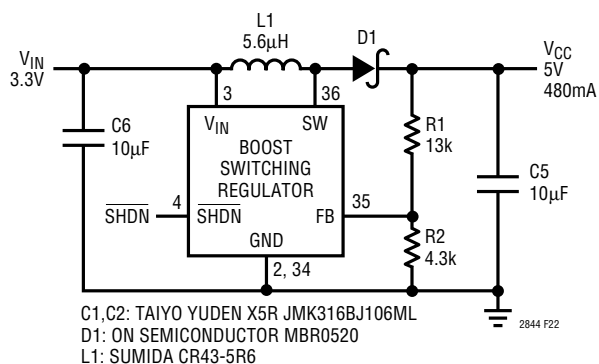 L1
5.6µH
D1
VIN
3.3V
VCC
5V
480mA
3
36
C6
10µF
VIN
SW
BOOST
SWITCHING
REGULATOR
R1
13k
C5
10µF
SHDN
4
SHDN
FB
35
GND
R2
4.3k
2, 34
C1,C2: TAIYO YUDEN X5R JMK316BJ106ML
D1: ON SEMICONDUCTOR MBR0520
L1: SUMIDA CR43-5R6
2844 F22